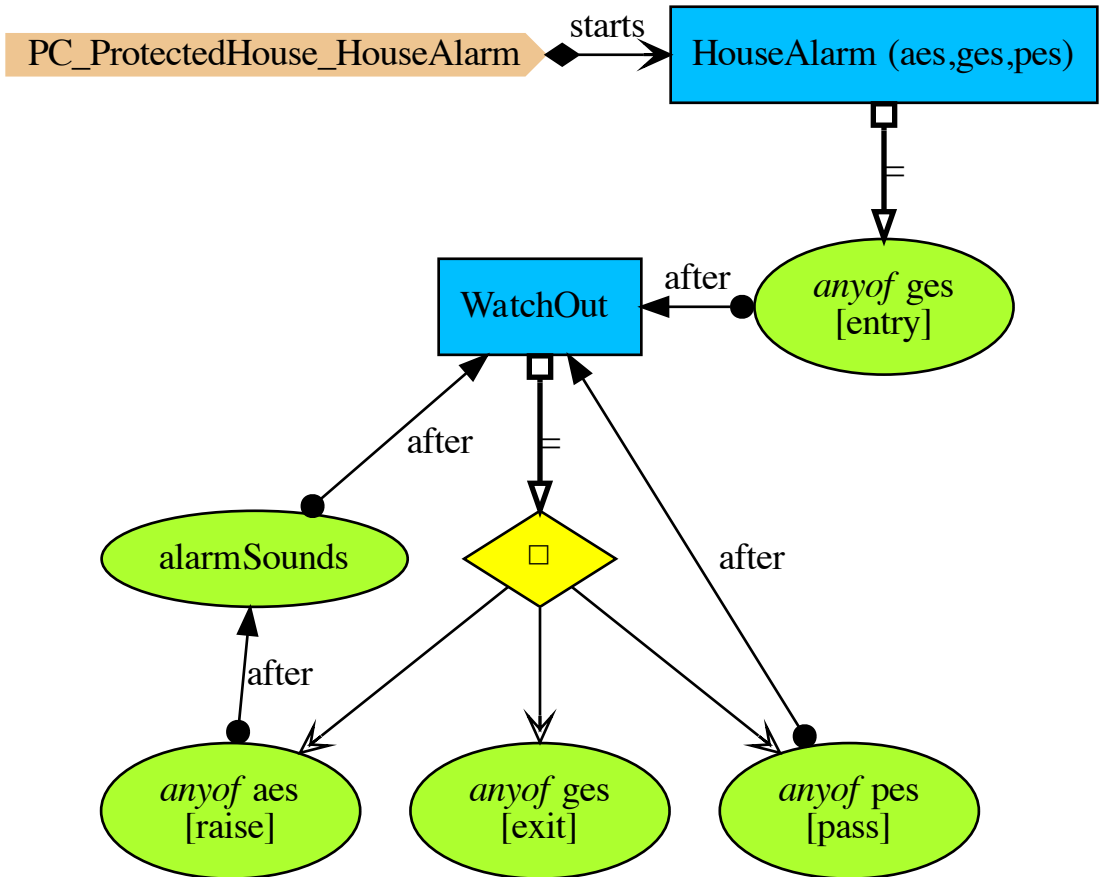 starts
PC_ProtectedHouse_HouseAlarm
HouseAlarm (aes,ges,pes)
=
after
WatchOut
anyof ges
[entry]
after
=
alarmSounds
□
after
after
anyof aes
[raise]
anyof ges
[exit]
anyof pes
[pass]